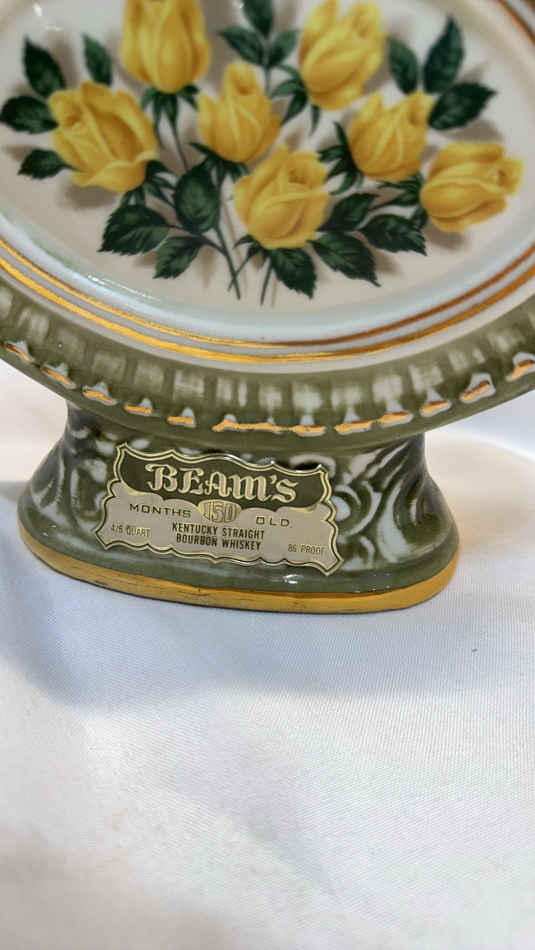 BEAM'S
MONTHS 150 OLD.
4/5 QUART KENTUCKY STRAIGHT
BOURBON WHISKEY 86 PROOF